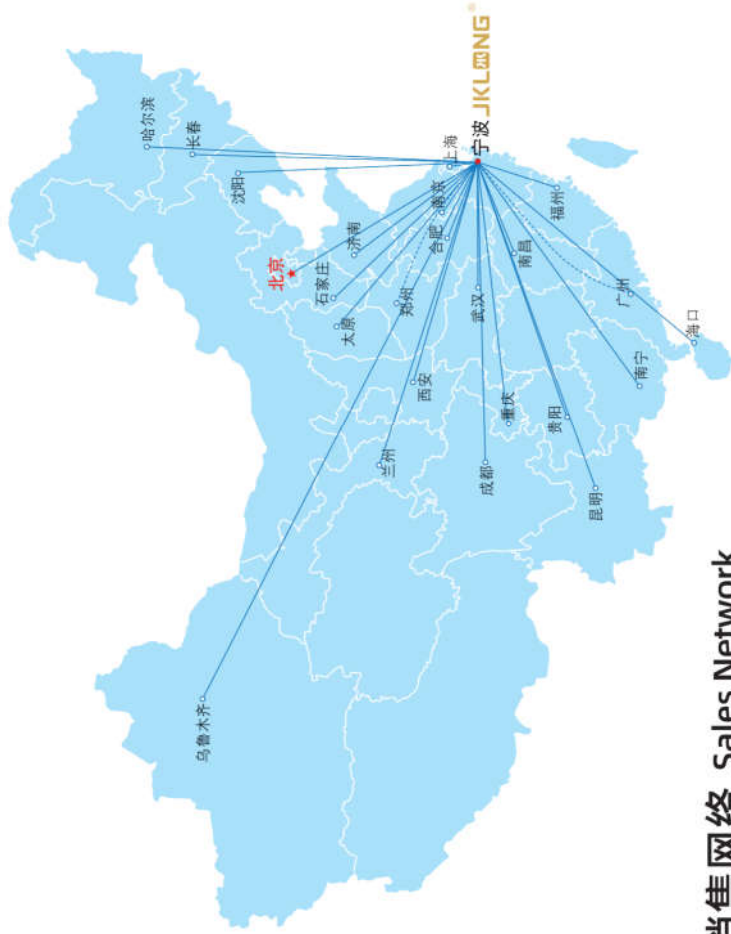 哈尔滨
长春
沈阳
乌鲁木齐
北京
石家庄
济南
太原
郑州
西安
兰州
上海
南京
合肥
宁波 JKLONG®
武汉
南昌
成都
重庆
福州
贵阳
昆明
广州
南宁
海口
销售网络 Sales Network